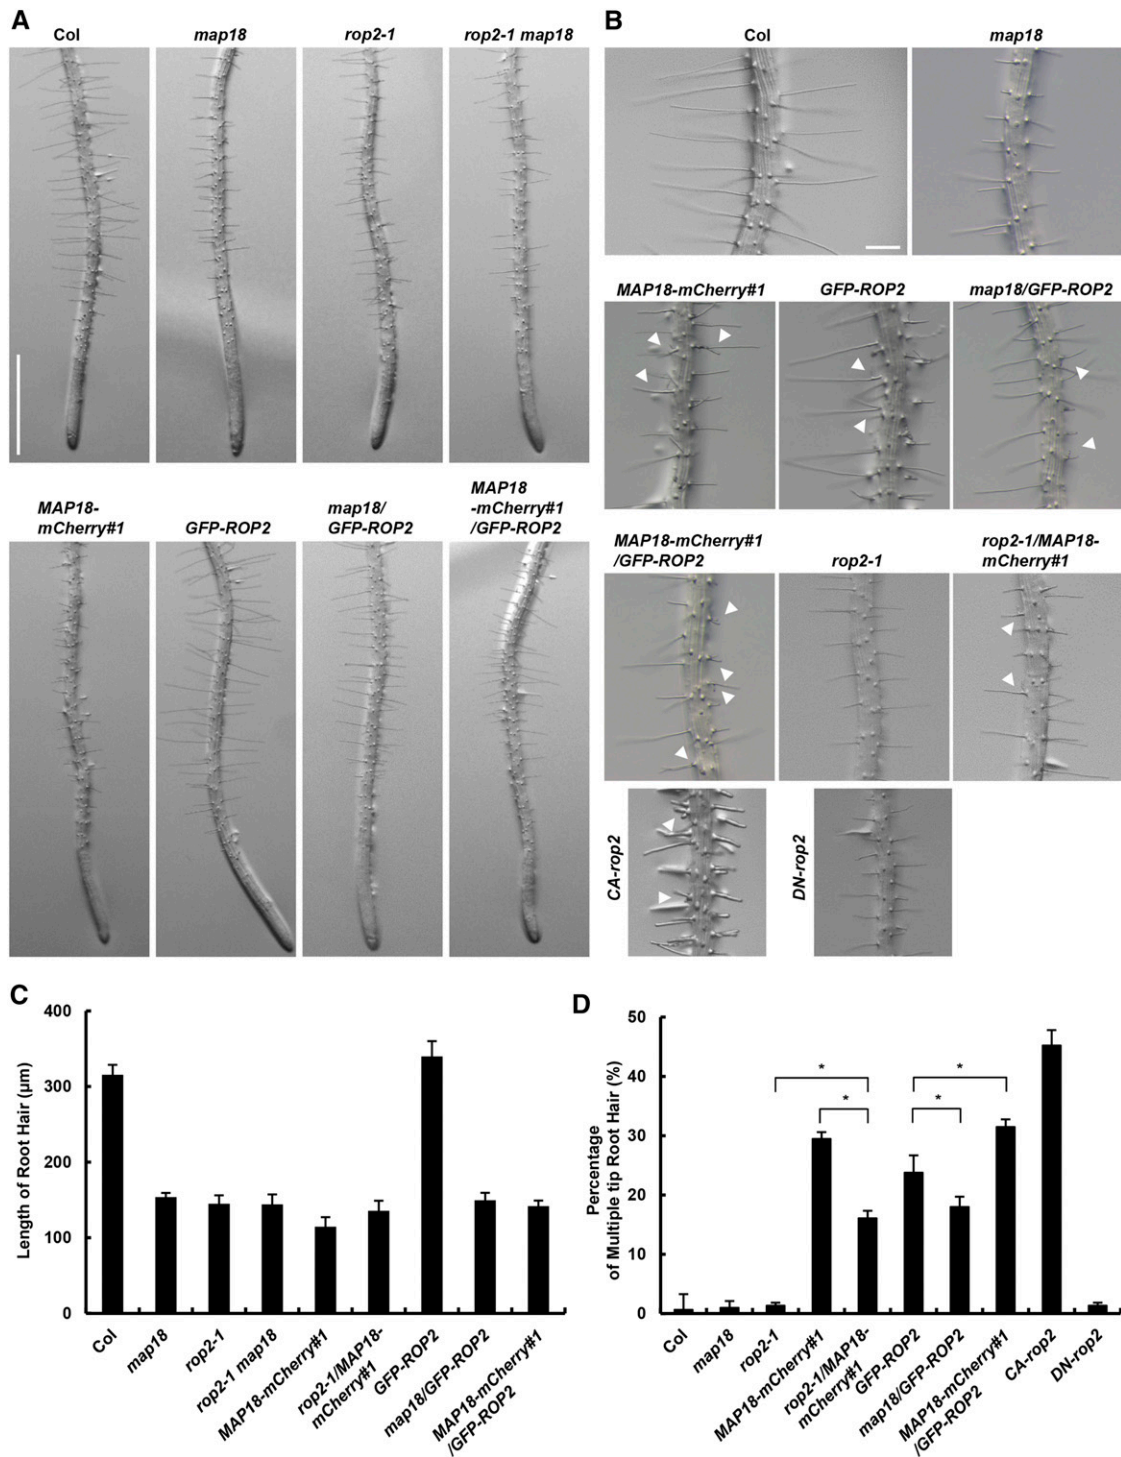 A
Col
map18
rop2-1
rop2-1 map18
MAP18-
mCherry#1
GFP-ROP2
map18/
GFP-ROP2
MAP18
-mCherry#1
/GFP-ROP2
B
Col
map18
MAP18-mCherry#1
GFP-ROP2
map18/GFP-ROP2
MAP18-mCherry#1
/GFP-ROP2
rop2-1
rop2-1/MAP18-
mCherry#1
CA-rop2
DN-rop2
C
Length of Root Hair (μm)
400
300
200
100
0
Col
map18
rop2-1
rop2-1 map18
MAP18-mCherry#1
rop2-1/MAP18-
mCherry#1
GFP-ROP2
map18/GFP-ROP2
MAP18-mCherry#1
/GFP-ROP2
D
Percentage
of Multiple tip Root Hair (%)
50
40
30
20
10
0
*
*
*
*
Col
map18
rop2-1
MAP18-mCherry#1
rop2-1/MAP18-
mCherry#1
GFP-ROP2
map18/GFP-ROP2
MAP18-mCherry#1
/GFP-ROP2
CA-rop2
DN-rop2